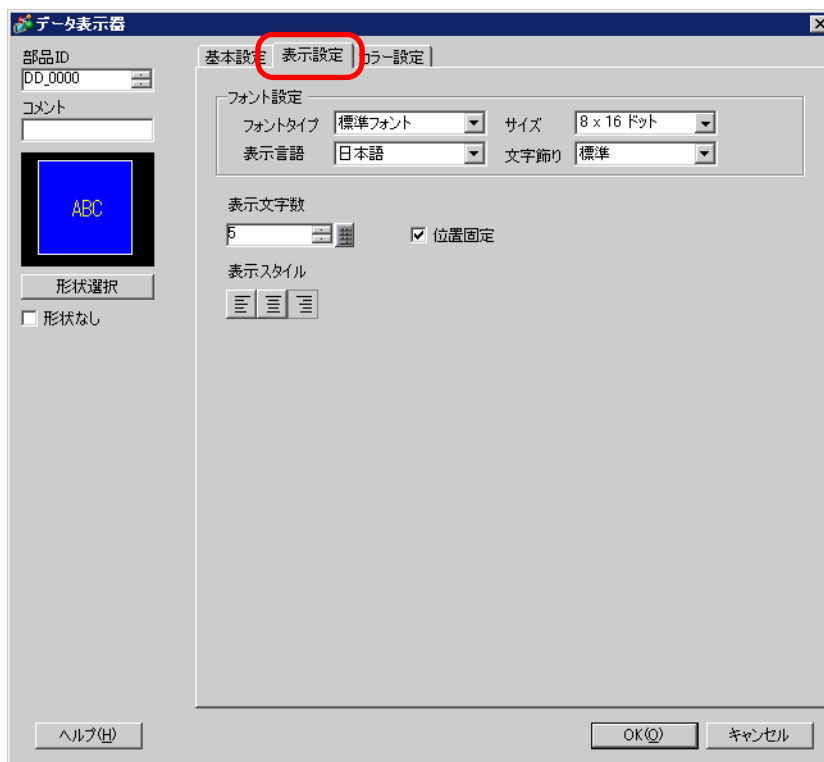 データ表示器
部品ID
DD_0000
コメント
ABC
形状選択
形状なし
基本設定 表示設定 カラー設定
フォント設定
フォントタイプ 標準フォント サイズ 8 x 16 ドット
表示言語 日本語 文字飾り 標準
表示文字数
5 位置固定
表示スタイル
ヘルプ(H) OK(O) キャンセル